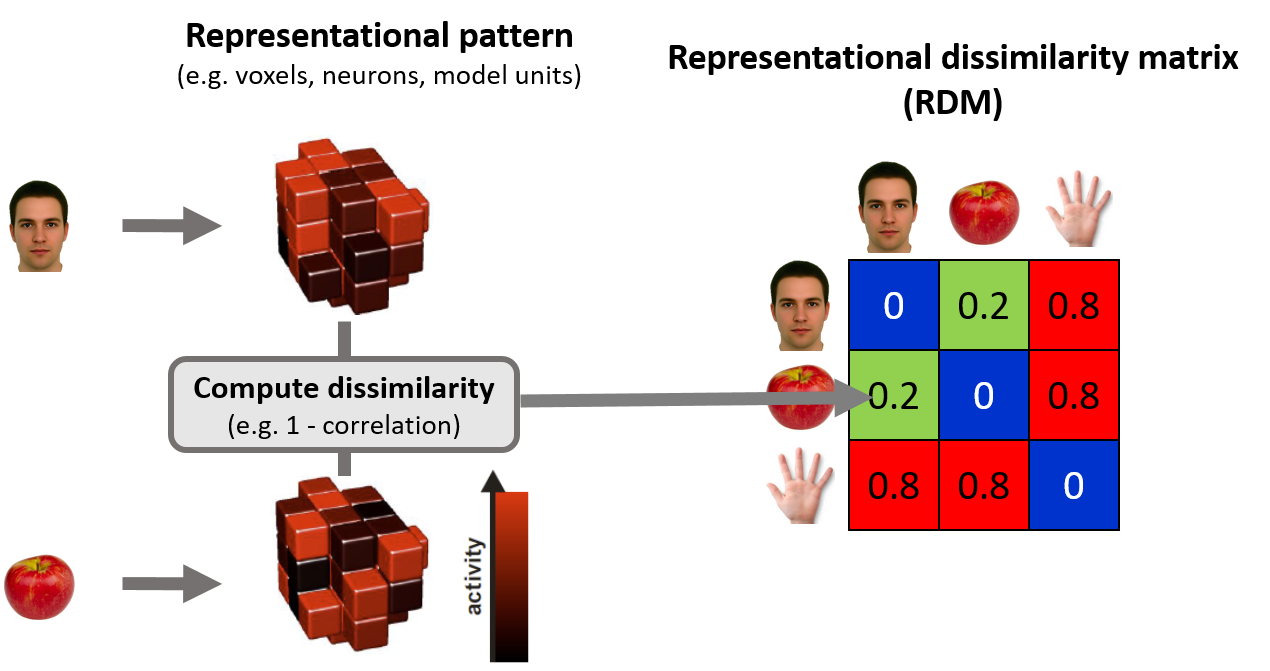 Representational pattern
(e.g. voxels, neurons, model units)
Representational dissimilarity matrix
(RDM)
Compute dissimilarity
(e.g. 1 - correlation)
activity
0 0.2 0.8
0.2 0 0.8
0.8 0.8 0